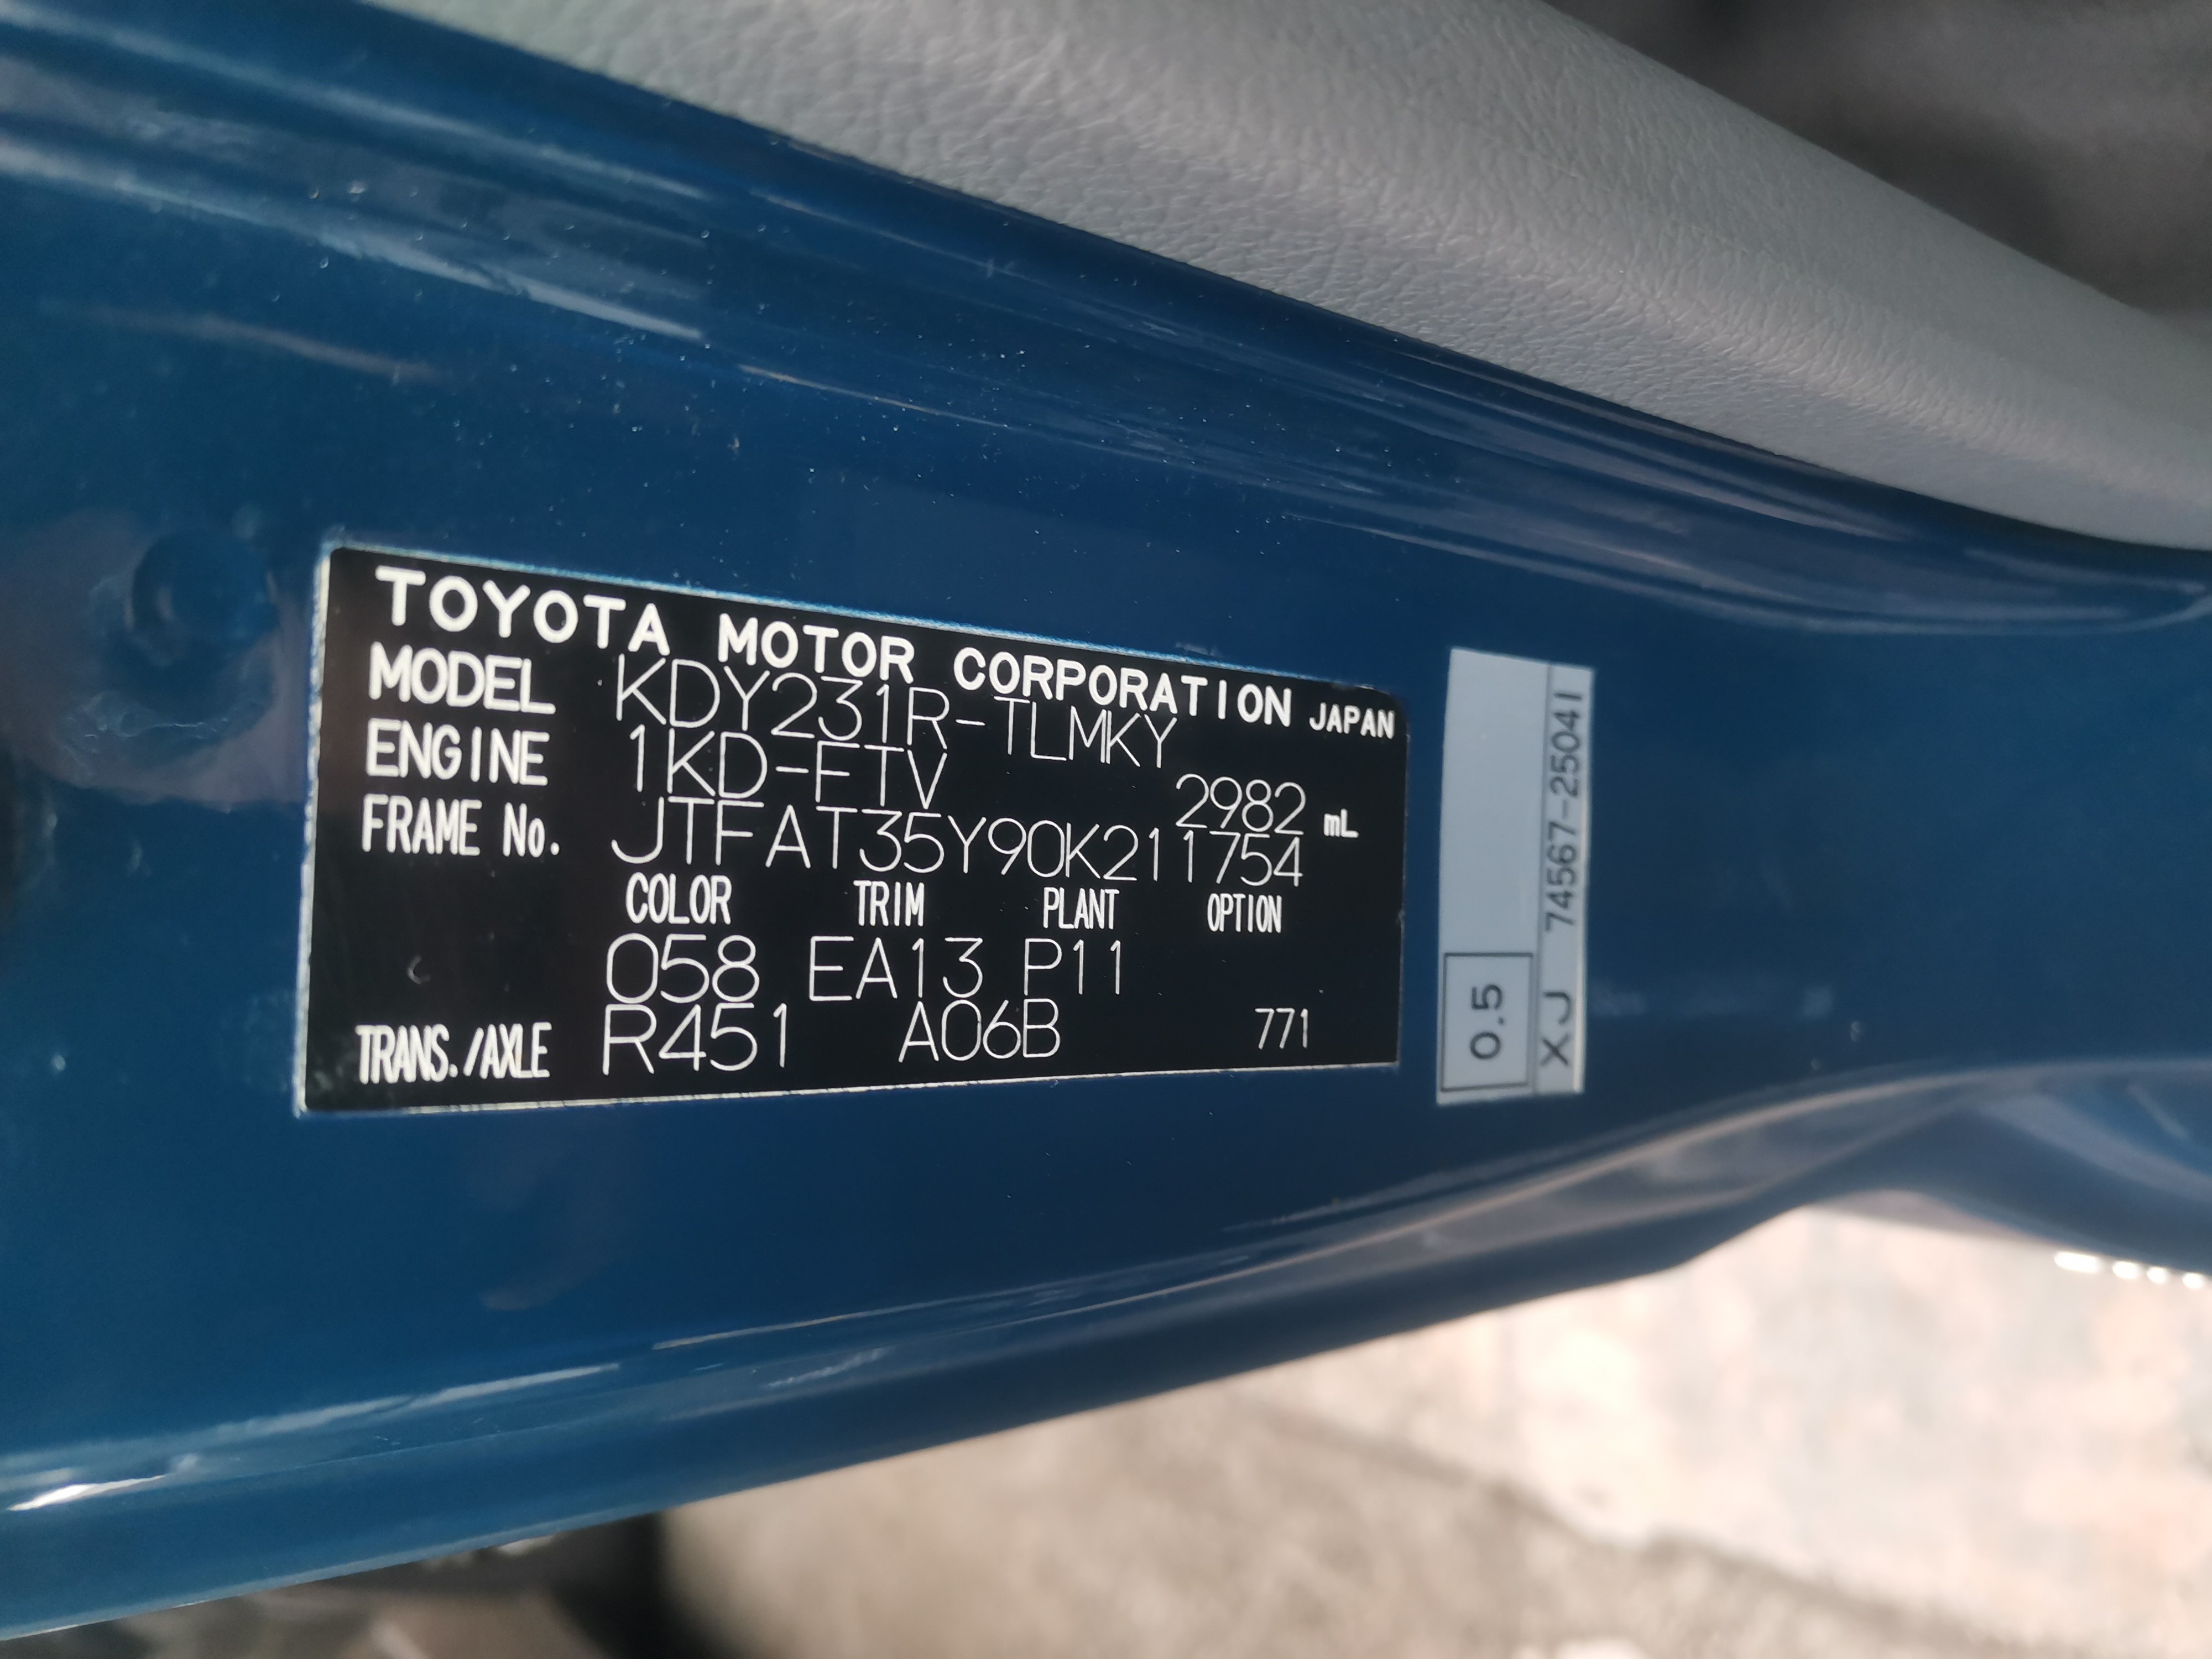 TOYOTA MOTOR CORPORATION JAPAN
MODEL KDY231R-TLMKY
ENGINE 1KD-FTV 2982 mL
FRAME No. JTFAT35Y90K211754
COLOR TRIM PLANT OPTION
058 EA13 P11
TRANS./AXLE R451 A06B 771
0.5
XJ 74567-25041